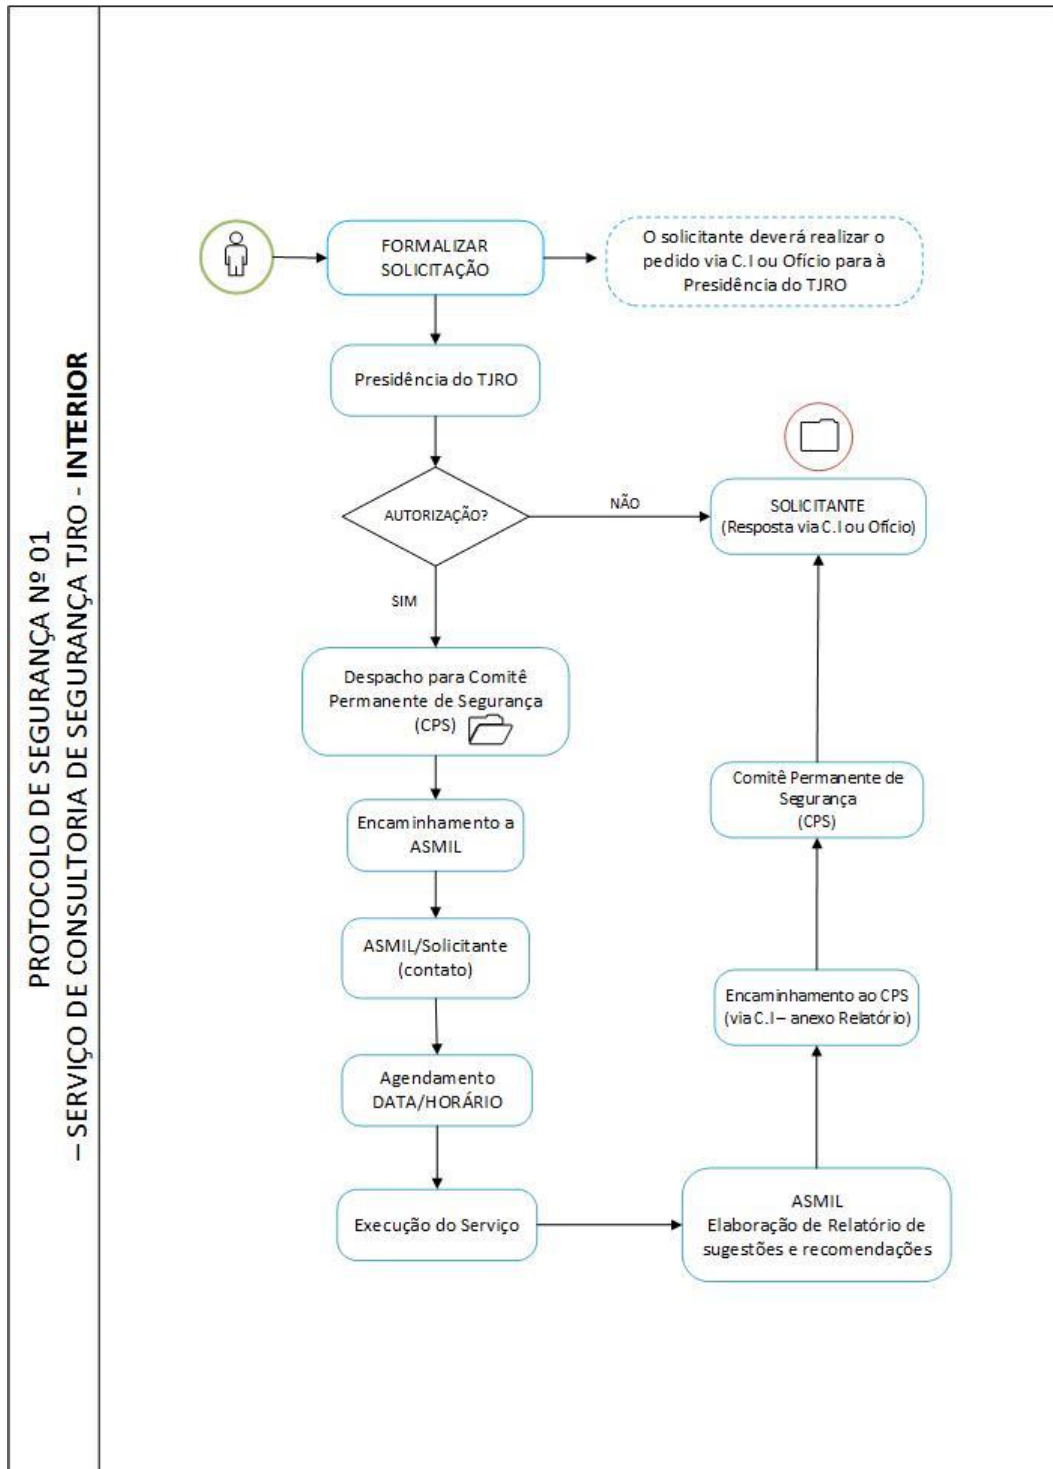 PROTOCOLO DE SEGURANÇA Nº 01
– SERVIÇO DE CONSULTORIA DE SEGURANÇA TJRO - INTERIOR
FORMALIZAR
SOLICITAÇÃO
O solicitante deverá realizar o
pedido via C.I ou Ofício para à
Presidência do TJRO
Presidência do TJRO
AUTORIZAÇÃO?
NÃO
SOLICITANTE
(Resposta via C.I ou Ofício)
SIM
Despacho para Comitê
Permanente de Segurança
(CPS)
Encaminhamento a
ASMIL
ASMIL/Solicitante
(contato)
Agendamento
DATA/HORÁRIO
Execução do Serviço
ASMIL
Elaboração de Relatório de
sugestões e recomendações
Encaminhamento ao CPS
(via C.I – anexo Relatório)
Comitê Permanente de
Segurança
(CPS)